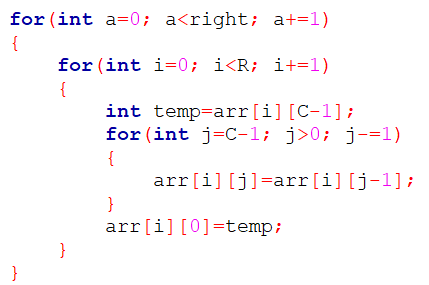 for(int a=0; a<right; a+=1)
{
    for(int i=0; i<R; i+=1)
    {
        int temp=arr[i][C-1];
        for(int j=C-1; j>0; j-=1)
        {
            arr[i][j]=arr[i][j-1];
        }
        arr[i][0]=temp;
    }
}